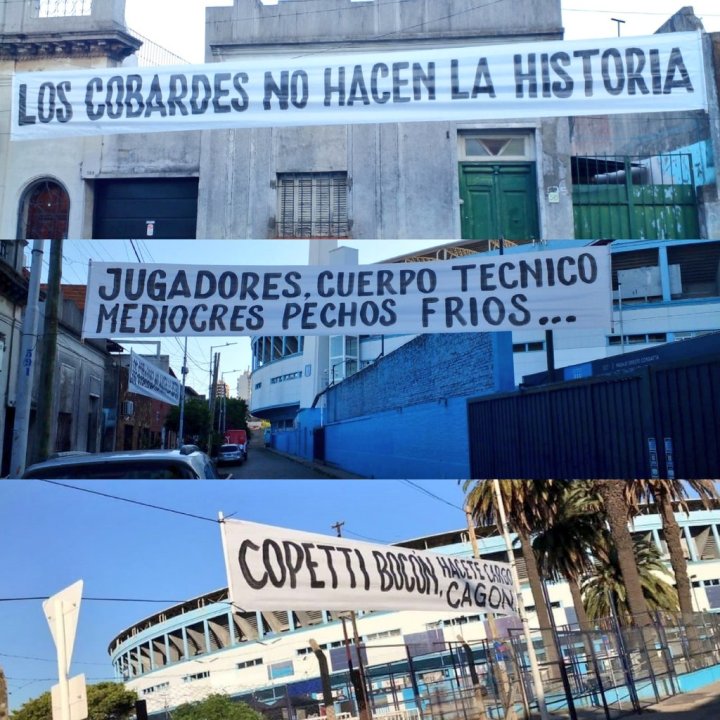 LOS COBARDES NO HACEN LA HISTORIA
JUGADORES, CUERPO TECNICO
MEDIOCRES PECHOS FRIOS...
COPETTI BOCÓN, HACETE CARGO
CAGON